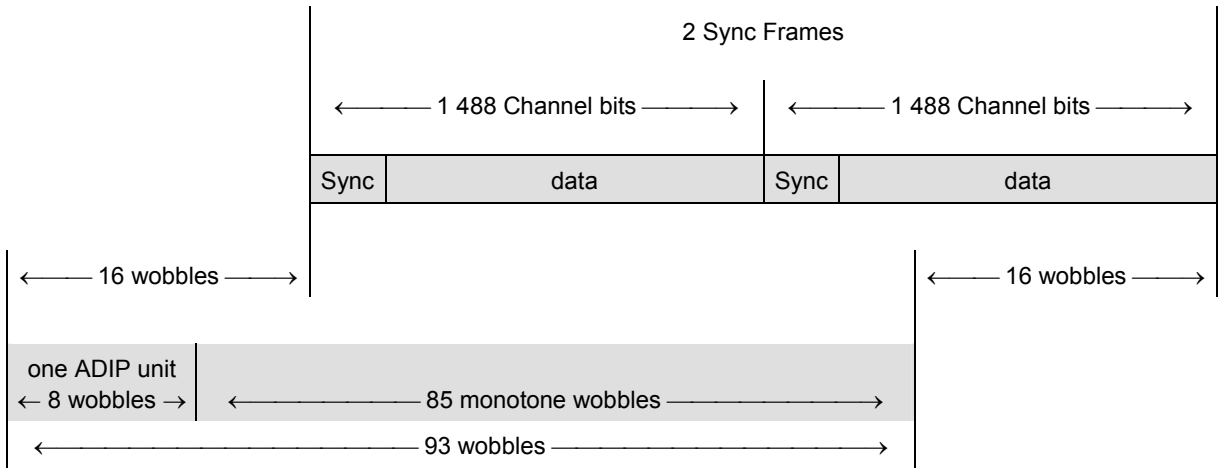 2 Sync Frames
← 1 488 Channel bits → ← 1 488 Channel bits →
Sync data Sync data
← 16 wobbles → ← 16 wobbles →
one ADIP unit
← 8 wobbles → ← 85 monotone wobbles →
← 93 wobbles →